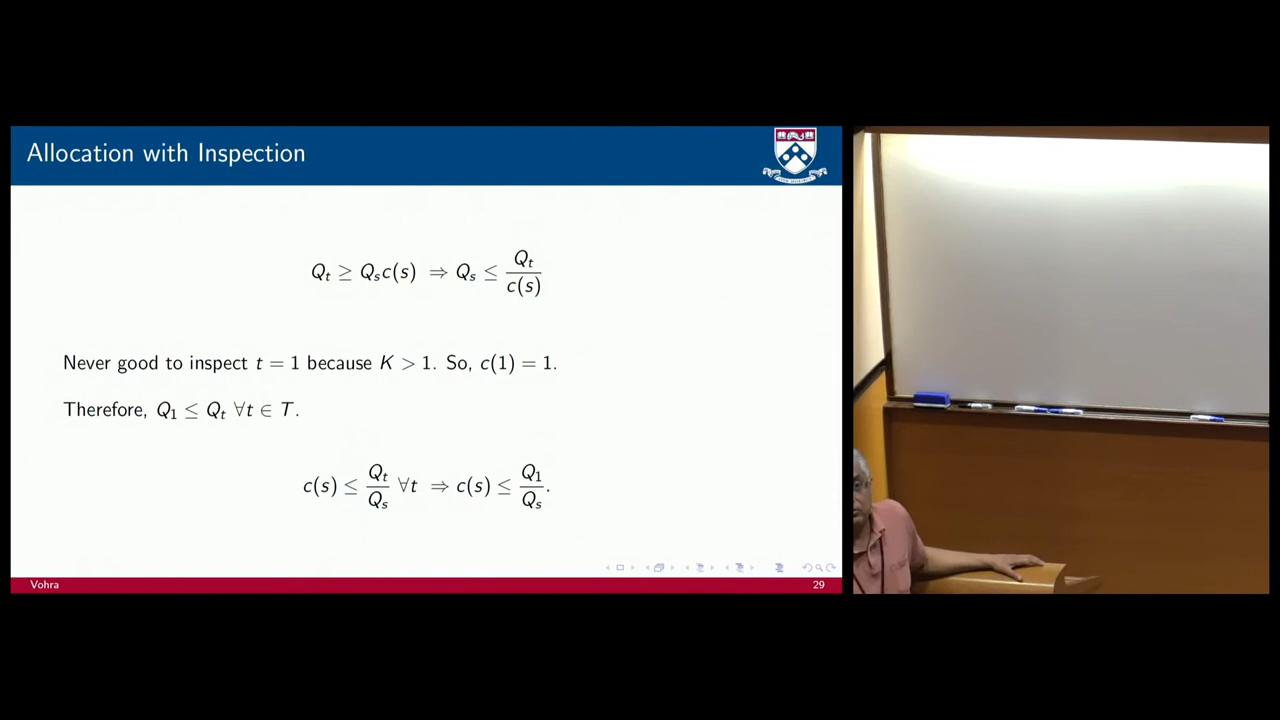 Allocation with Inspection
Q_t ≥ Q_s c(s) ⇒ Q_s ≤ Q_t / c(s)
Never good to inspect t = 1 because K > 1. So, c(1) = 1.
Therefore, Q_1 ≤ Q_t ∀t ∈ T.
c(s) ≤ Q_t / Q_s ∀t ⇒ c(s) ≤ Q_1 / Q_s.
Vohra
29